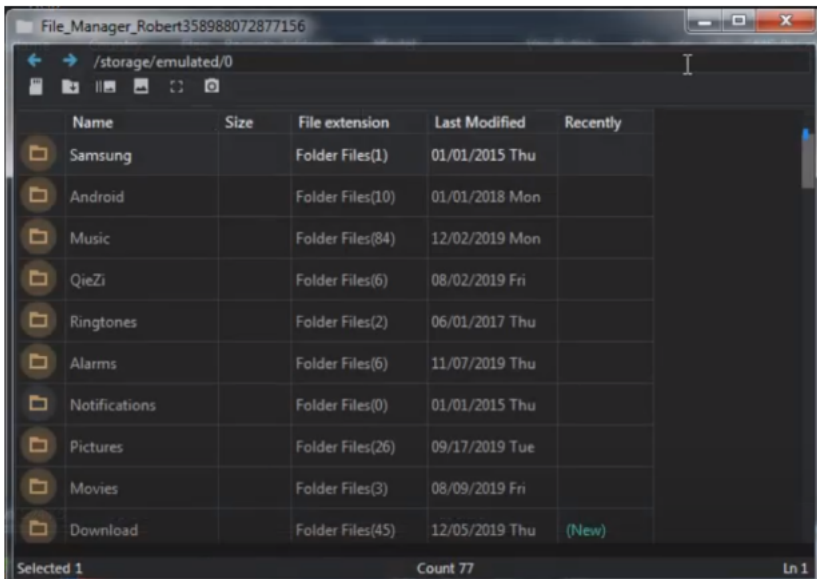 File_Manager_Robert358988072877156
/storage/emulated/0
Name Size File extension Last Modified Recently
Samsung Folder Files(1) 01/01/2015 Thu
Android Folder Files(10) 01/01/2018 Mon
Music Folder Files(84) 12/02/2019 Mon
QieZi Folder Files(6) 08/02/2019 Fri
Ringtones Folder Files(2) 06/01/2017 Thu
Alarms Folder Files(6) 11/07/2019 Thu
Notifications Folder Files(0) 01/01/2015 Thu
Pictures Folder Files(26) 09/17/2019 Tue
Movies Folder Files(3) 08/09/2019 Fri
Download Folder Files(45) 12/05/2019 Thu (New)
Selected 1 Count 77 Ln 1